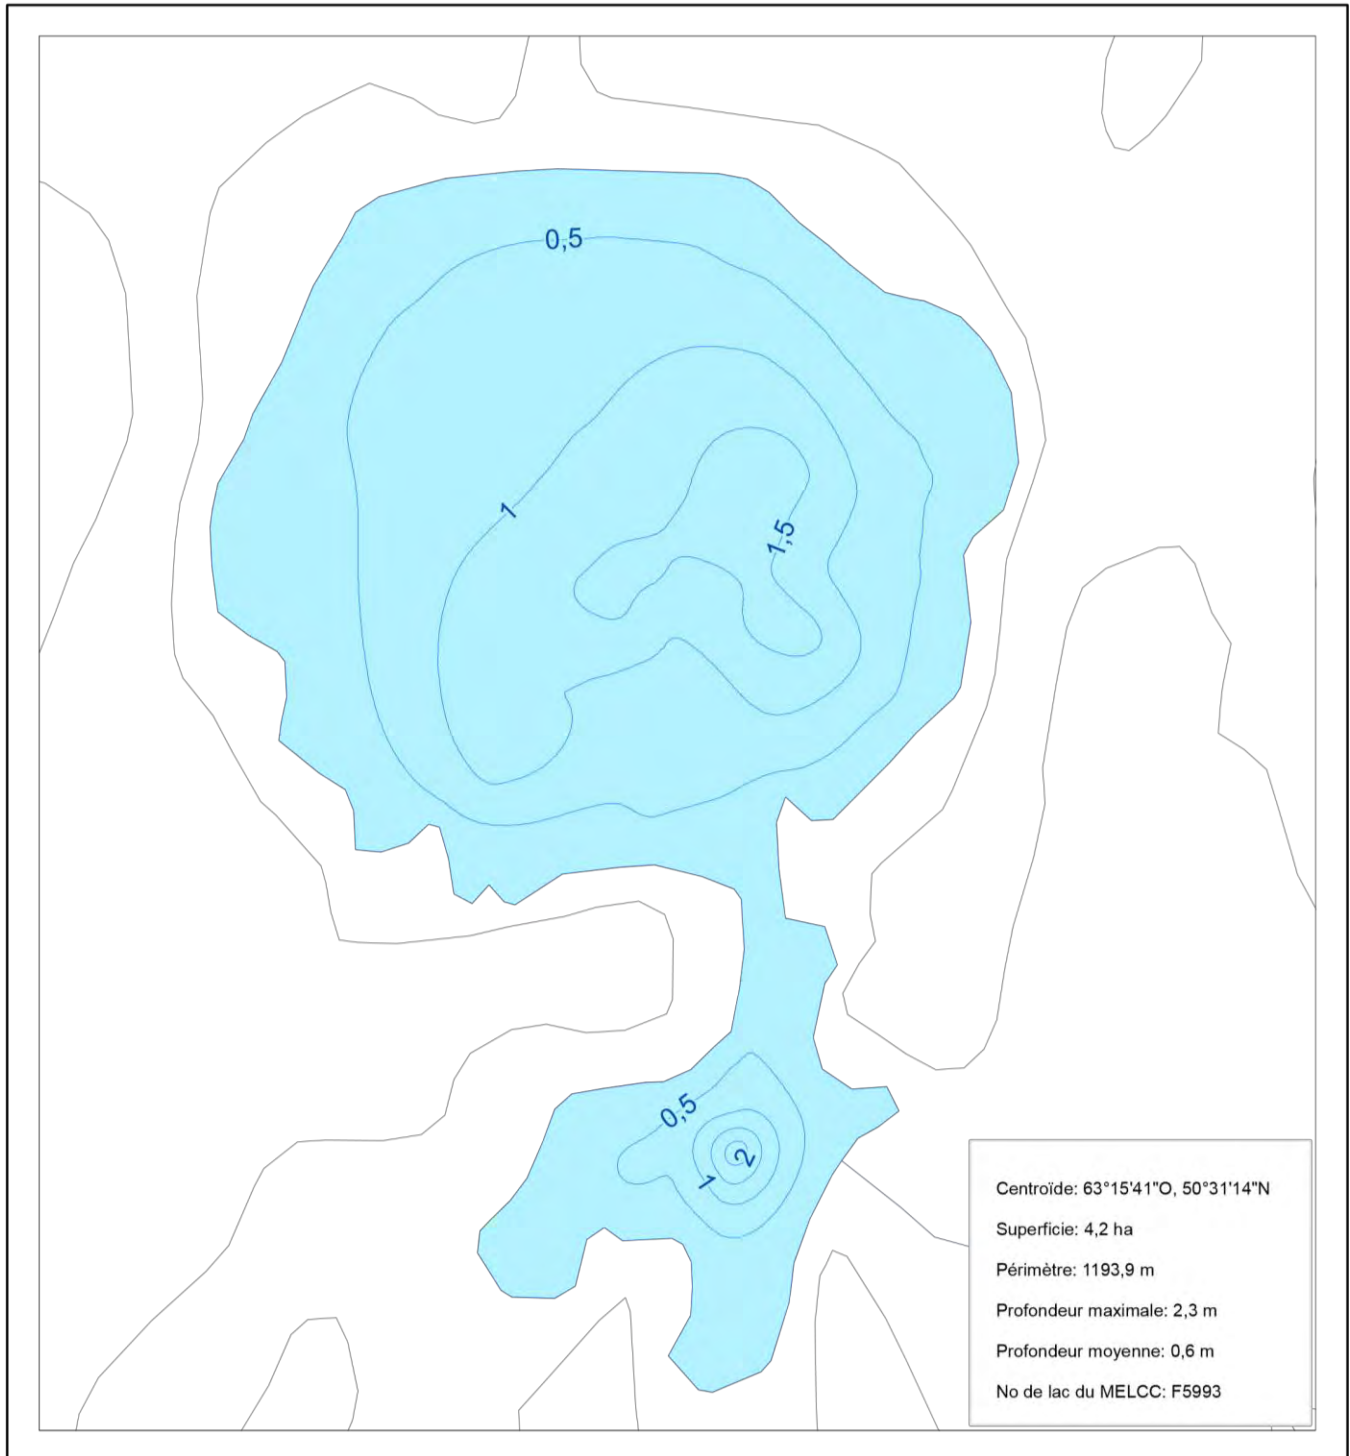 0,5
1
1,5
0,5
2
1
Centroïde: 63°15'41"O, 50°31'14"N
Superficie: 4,2 ha
Périmètre: 1193,9 m
Profondeur maximale: 2,3 m
Profondeur moyenne: 0,6 m
No de lac du MELCC: F5993